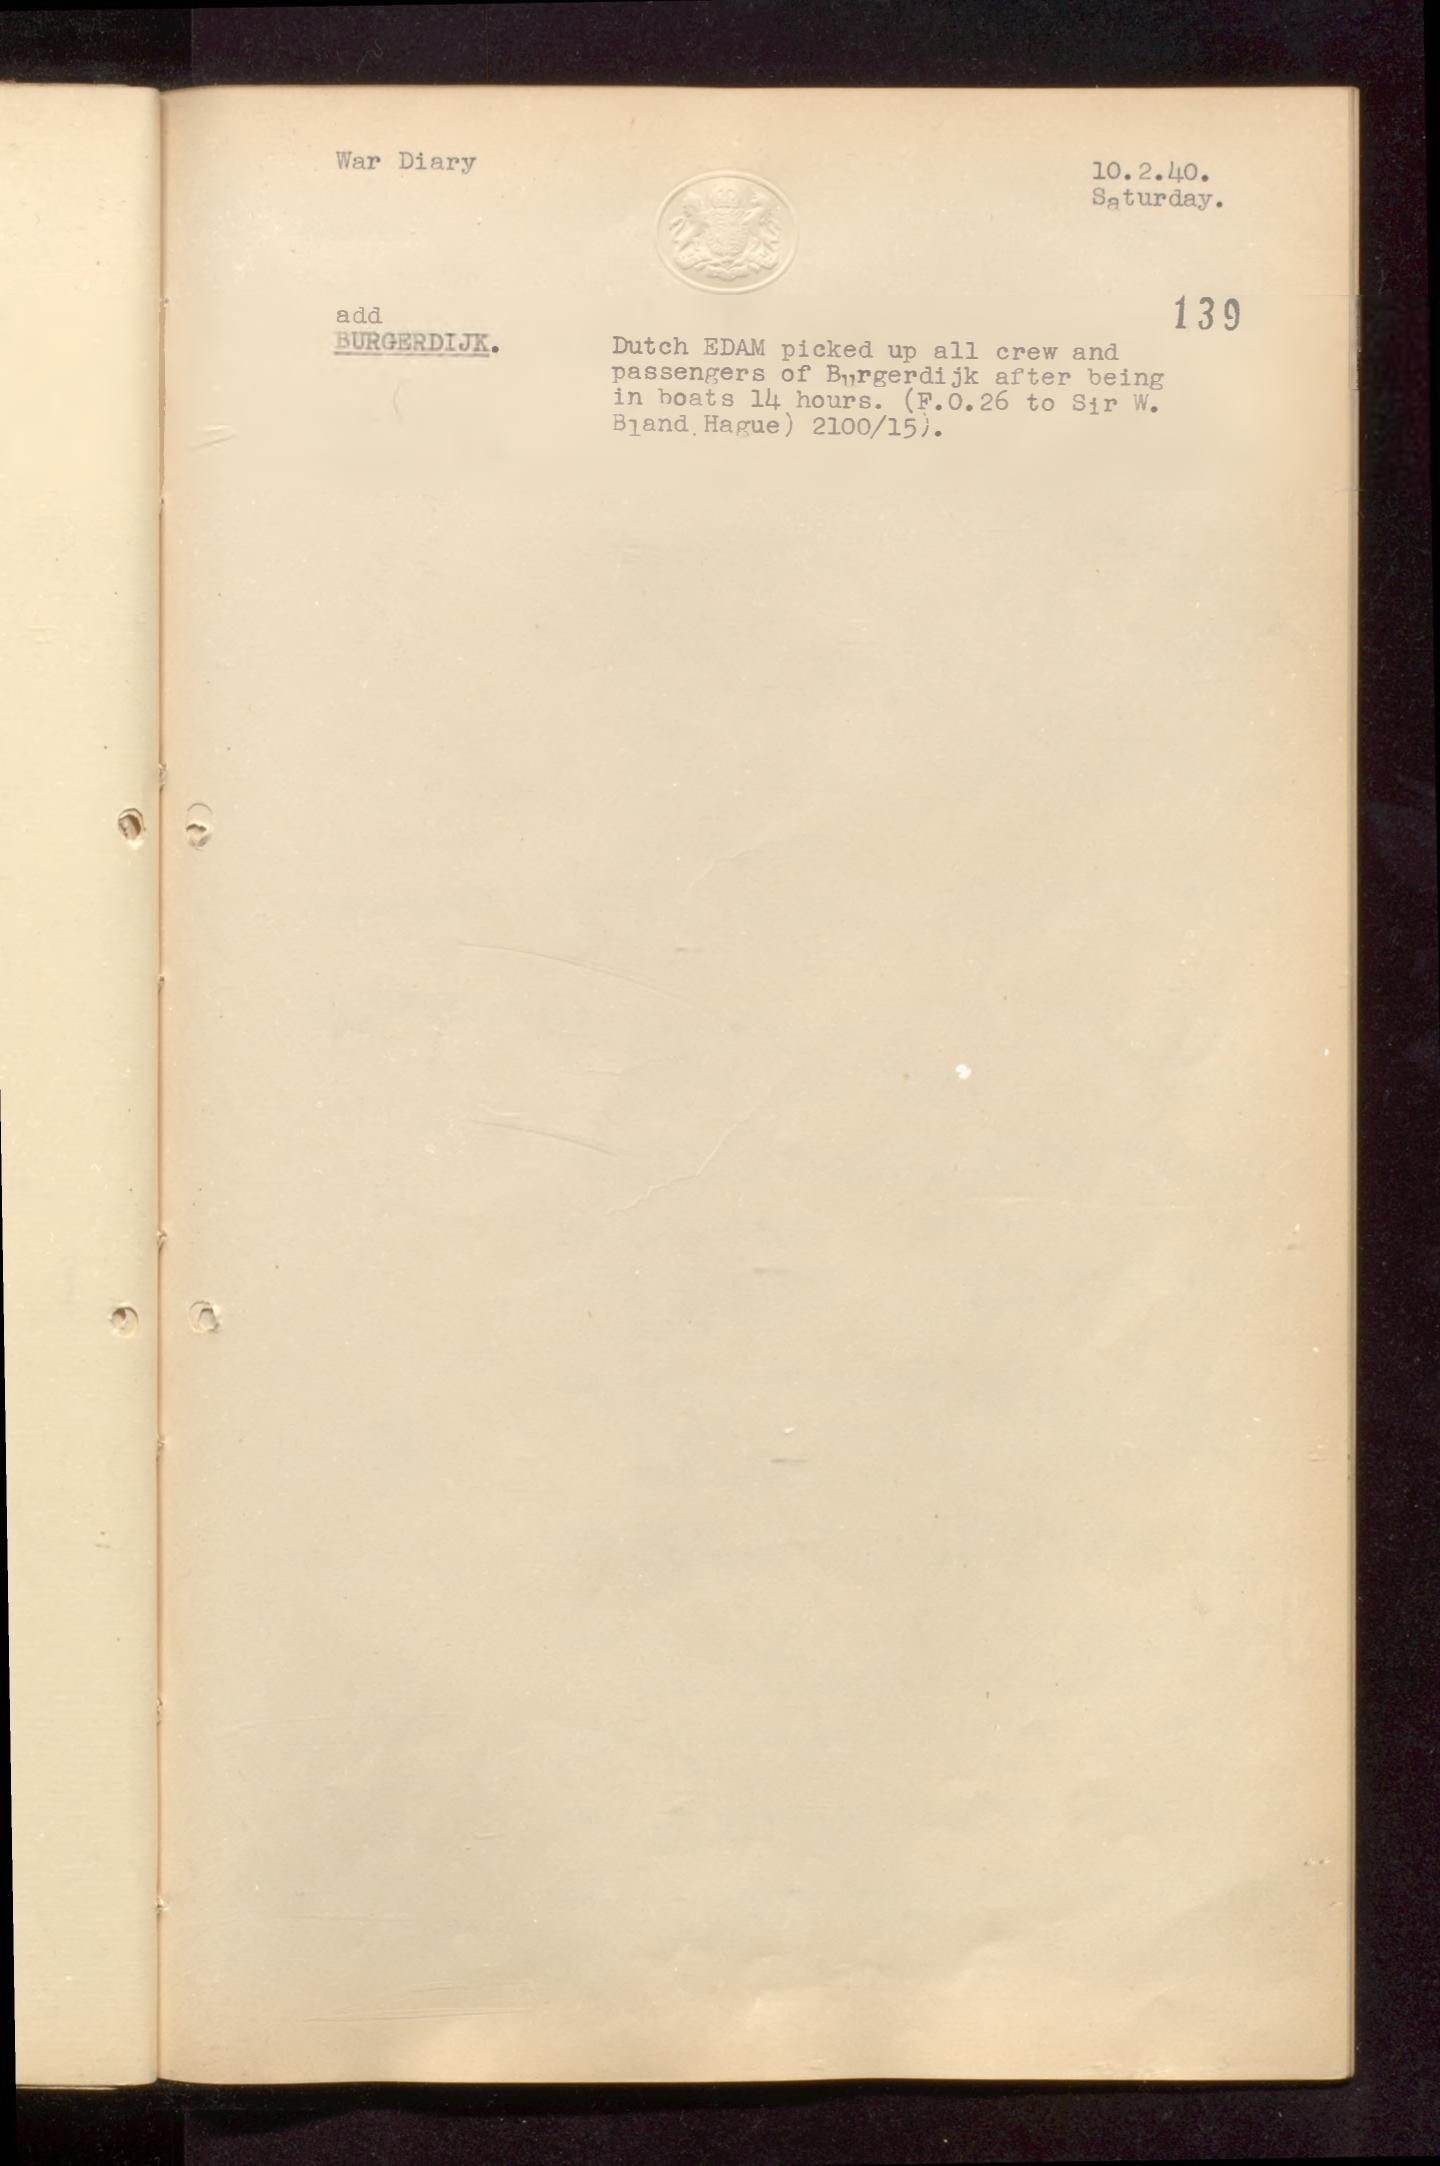 War Diary
10.2.40.
Saturday.
139
add
BURGERDIJK.
Dutch EDAM picked up all crew and
passengers of Burgerdijk after being
in boats 14 hours. (F.O.26 to Sir W.
Bland. Hague) 2100/15).